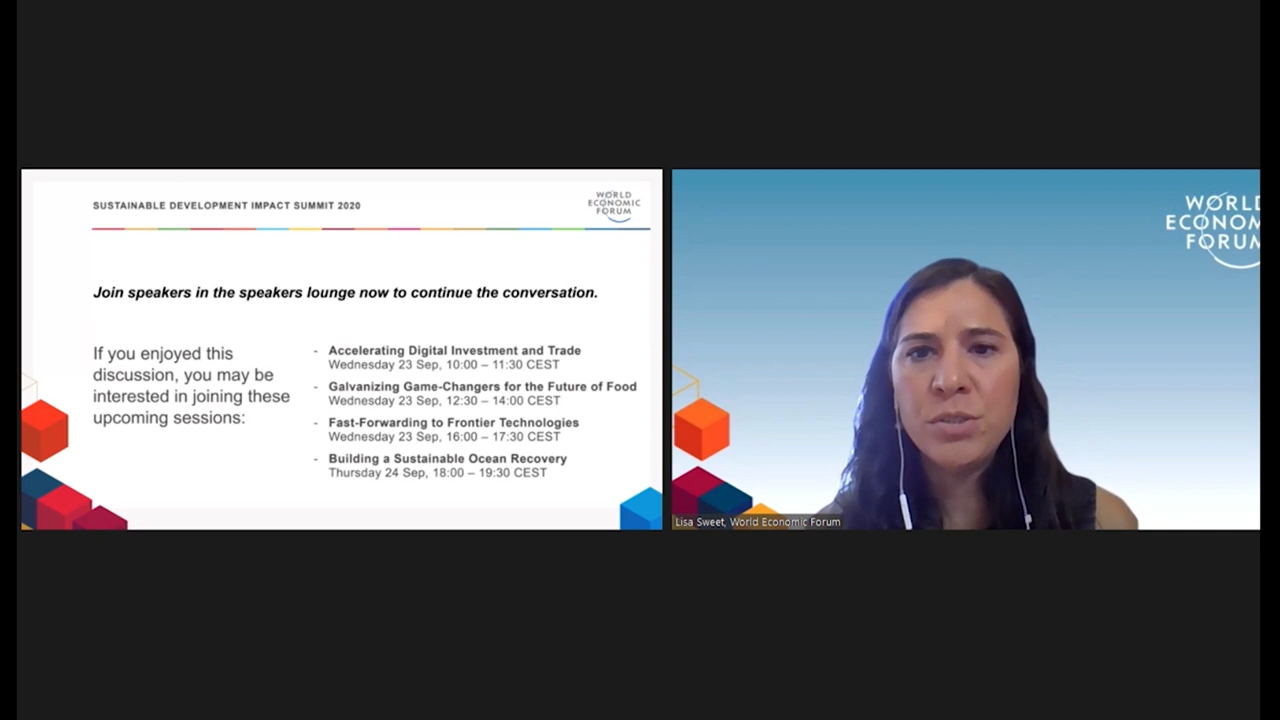 SUSTAINABLE DEVELOPMENT IMPACT SUMMIT 2020
WORLD
ECONOMIC
FORUM
Join speakers in the speakers lounge now to continue the conversation.
If you enjoyed this
discussion, you may be
interested in joining these
upcoming sessions:
- Accelerating Digital Investment and Trade
Wednesday 23 Sep, 10:00 – 11:30 CEST
- Galvanizing Game-Changers for the Future of Food
Wednesday 23 Sep, 12:30 – 14:00 CEST
- Fast-Forwarding to Frontier Technologies
Wednesday 23 Sep, 16:00 – 17:30 CEST
- Building a Sustainable Ocean Recovery
Thursday 24 Sep, 18:00 – 19:30 CEST
WORLD
ECONOM
FORUM
Lisa Sweet, World Economic Forum